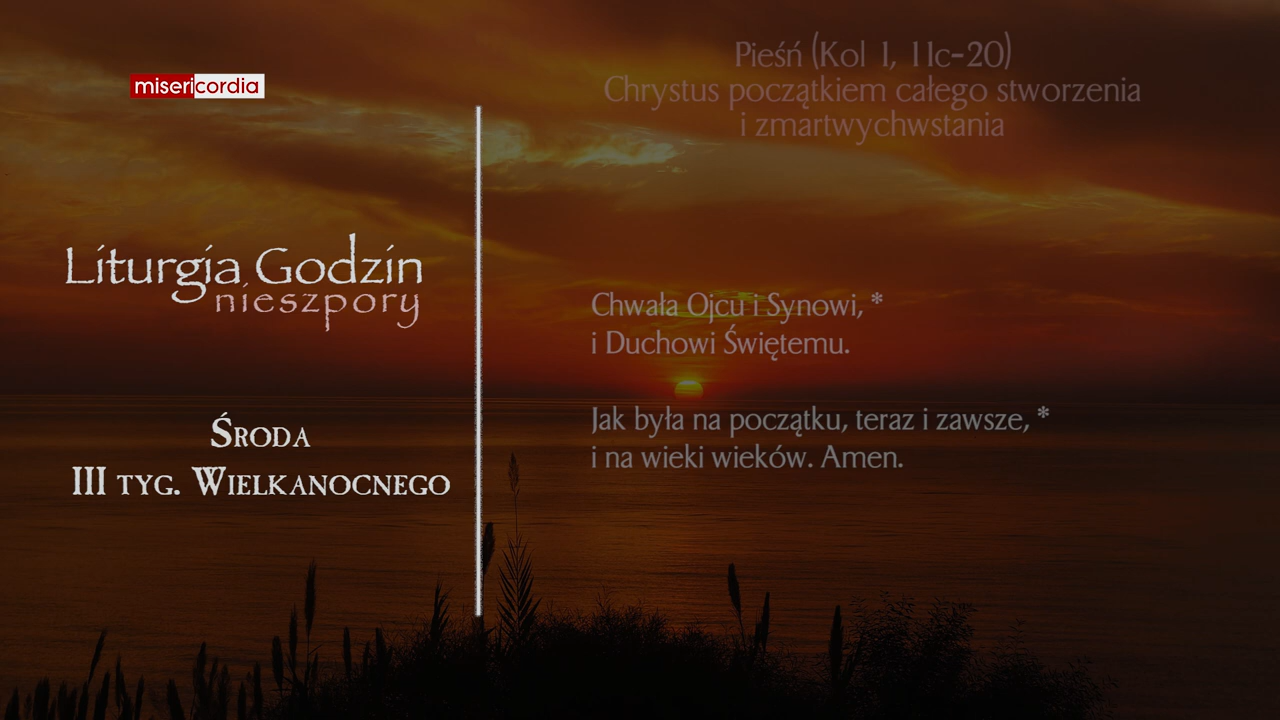 misericordia
Liturgia Godzin
nieszpory
Środa
III tyg. Wielkanocnego
Pieśń (Kol 1, 11c-20)
Chrystus początkiem całego stworzenia
i zmartwychwstania
Chwała Ojcu i Synowi, *
i Duchowi Świętemu.
Jak była na początku, teraz i zawsze, *
i na wieki wieków. Amen.